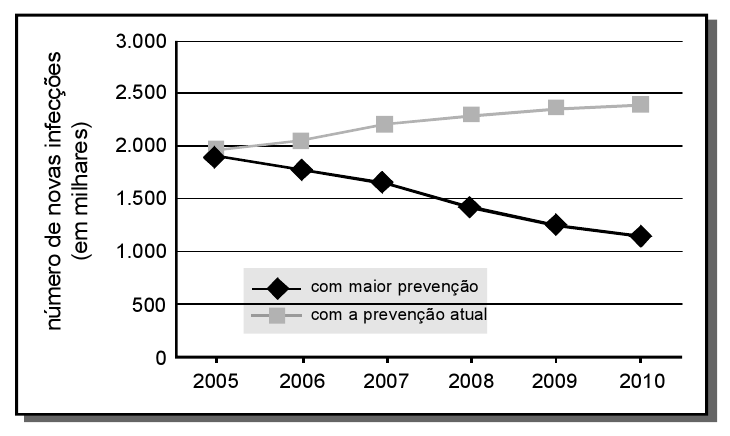 número de novas infecções
(em milhares)
3.000
2.500
2.000
1.500
1.000
500
0
com maior prevenção
com a prevenção atual
2005 2006 2007 2008 2009 2010